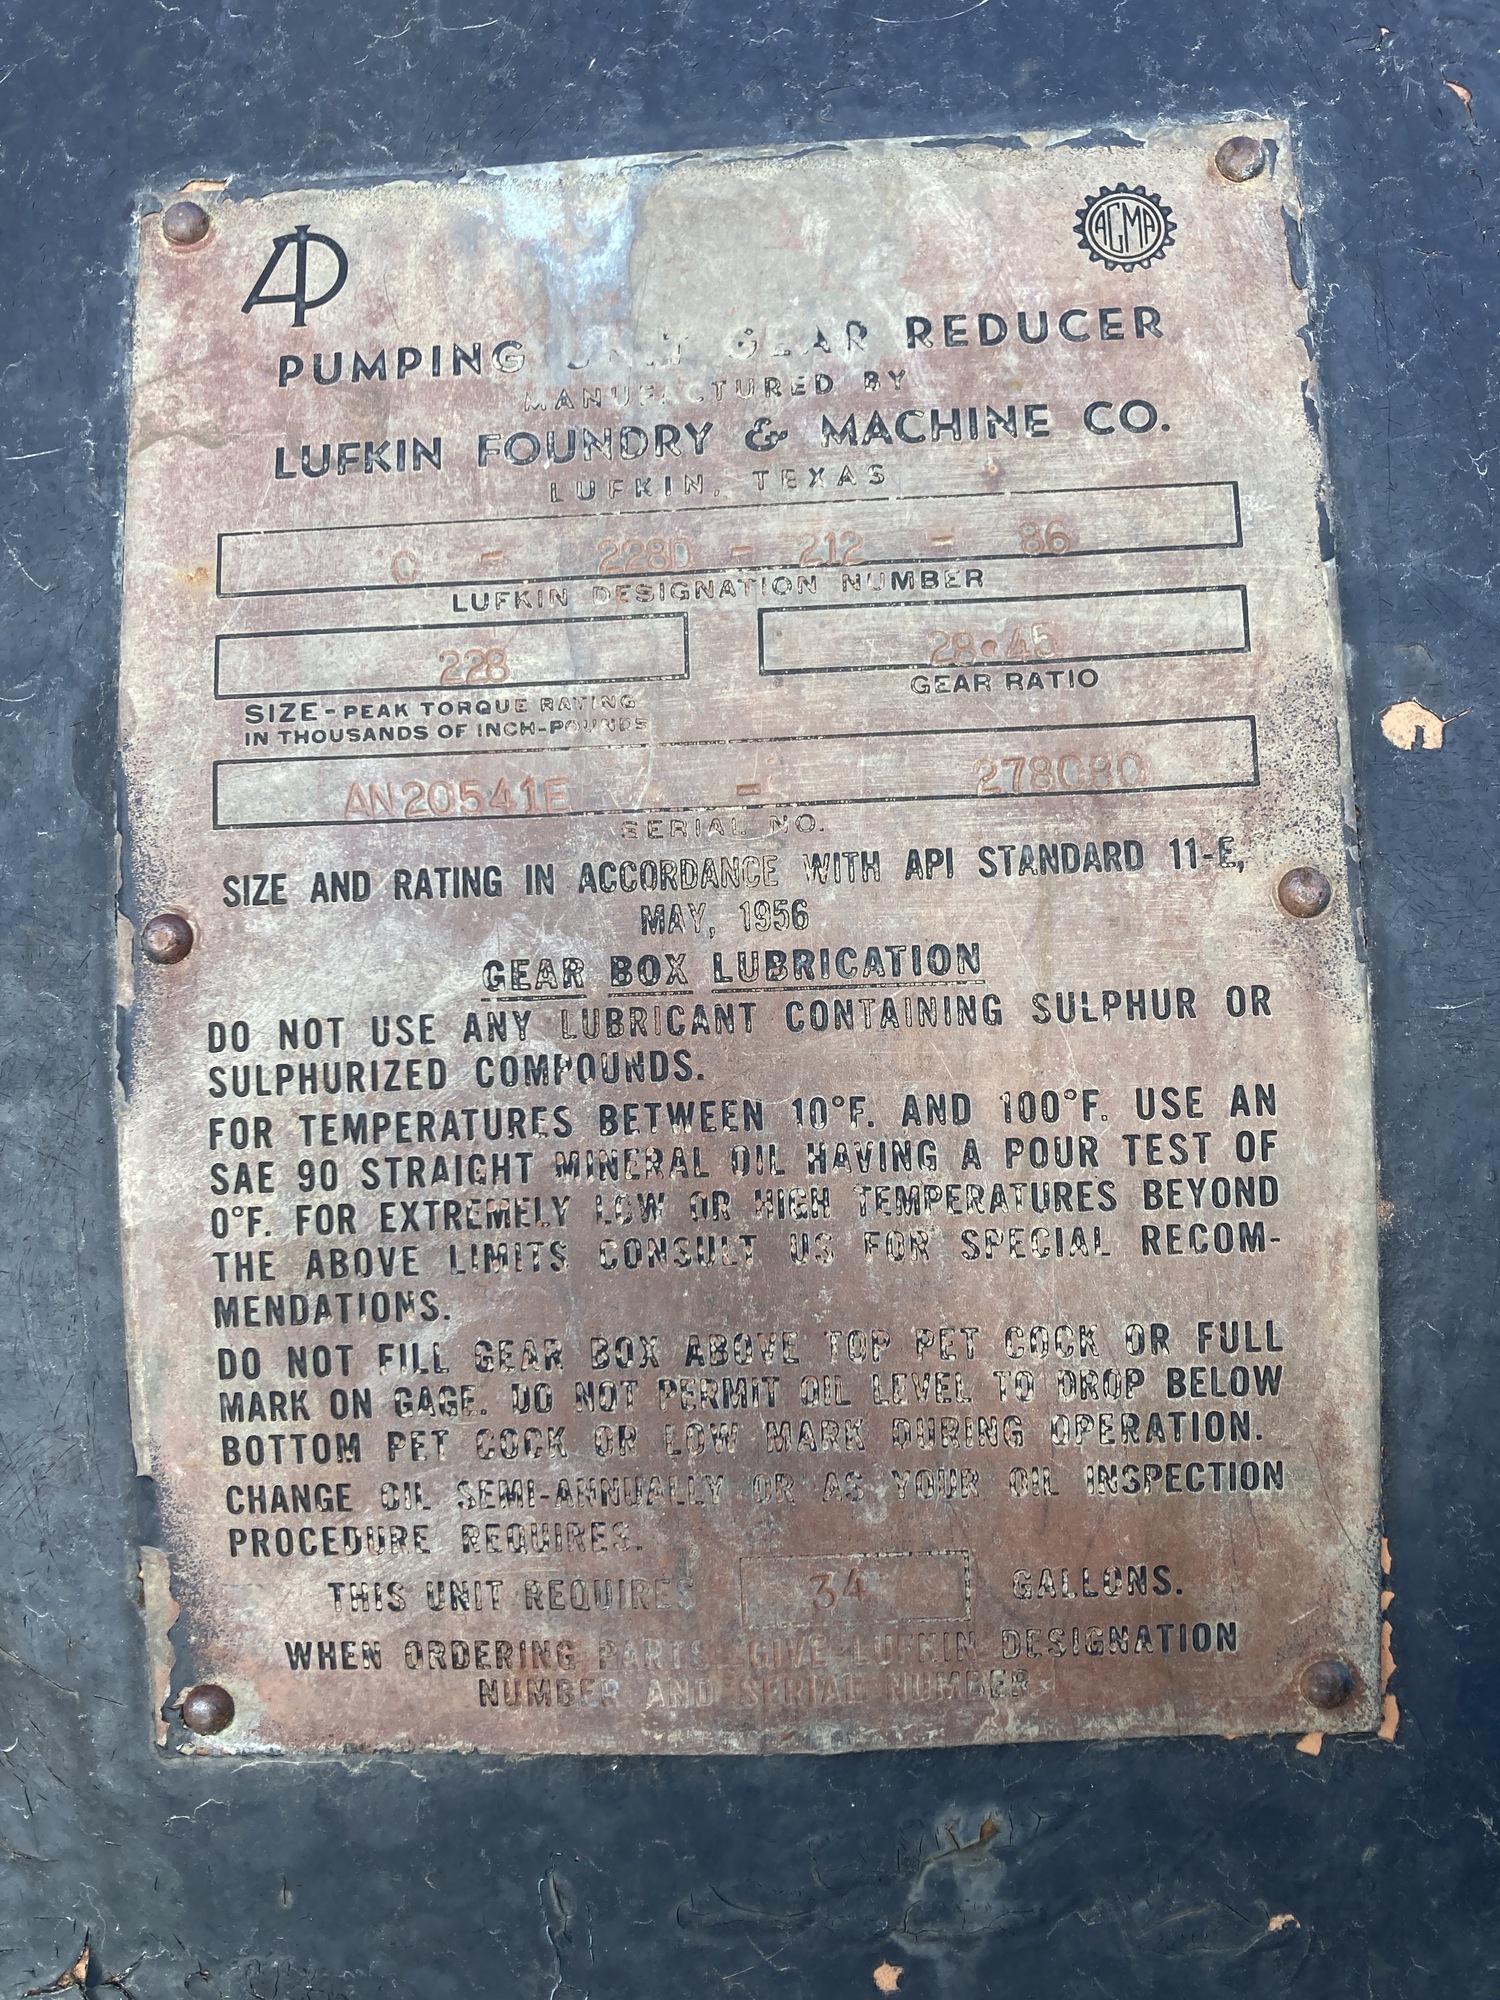 API
AGMA
PUMPING UNIT GEAR REDUCER
MANUFACTURED BY
LUFKIN FOUNDRY & MACHINE CO.
LUFKIN, TEXAS
C - 228D - 212 - 86
LUFKIN DESIGNATION NUMBER
228 28.45
SIZE-PEAK TORQUE RATING GEAR RATIO
IN THOUSANDS OF INCH-POUNDS
AN20541E - 278080
SERIAL NO.
SIZE AND RATING IN ACCORDANCE WITH API STANDARD 11-E,
MAY, 1956
GEAR BOX LUBRICATION
DO NOT USE ANY LUBRICANT CONTAINING SULPHUR OR
SULPHURIZED COMPOUNDS.
FOR TEMPERATURES BETWEEN 10°F. AND 100°F. USE AN
SAE 90 STRAIGHT MINERAL OIL HAVING A POUR TEST OF
0°F. FOR EXTREMELY LOW OR HIGH TEMPERATURES BEYOND
THE ABOVE LIMITS CONSULT US FOR SPECIAL RECOM-
MENDATIONS.
DO NOT FILL GEAR BOX ABOVE TOP PET COCK OR FULL
MARK ON GAGE. DO NOT PERMIT OIL LEVEL TO DROP BELOW
BOTTOM PET COCK OR LOW MARK DURING OPERATION.
CHANGE OIL SEMI-ANNUALLY OR AS YOUR OIL INSPECTION
PROCEDURE REQUIRES.
THIS UNIT REQUIRES 34 GALLONS.
WHEN ORDERING PARTS GIVE LUFKIN DESIGNATION
NUMBER AND SERIAL NUMBER